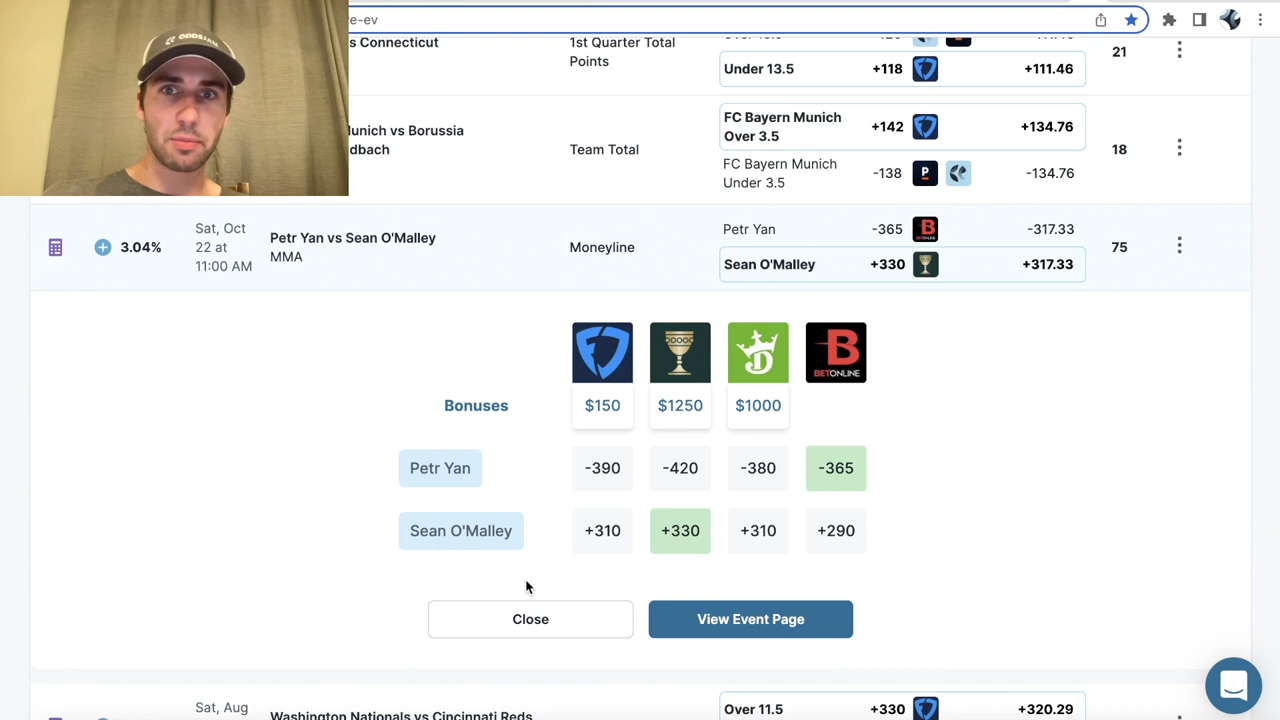 re-ev
ODDSJAM
s Connecticut
1st Quarter Total
Points
Under 13.5 +118 +111.46
21
unich vs Borussia
dbach
Team Total
FC Bayern Munich
Over 3.5
+142 +134.76
FC Bayern Munich
Under 3.5
-138 P -134.76
18
3.04%
Sat, Oct
22 at
11:00 AM
Petr Yan vs Sean O'Malley
MMA
Moneyline
Petr Yan -365 B BETONLINE -317.33
Sean O'Malley +330 +317.33
75
B
BETONLINE
Bonuses $150 $1250 $1000
Petr Yan -390 -420 -380 -365
Sean O'Malley +310 +330 +310 +290
Close View Event Page
Sat, Aug
Washington Nationals vs Cincinnati Reds
Over 11.5 +330 +320.29